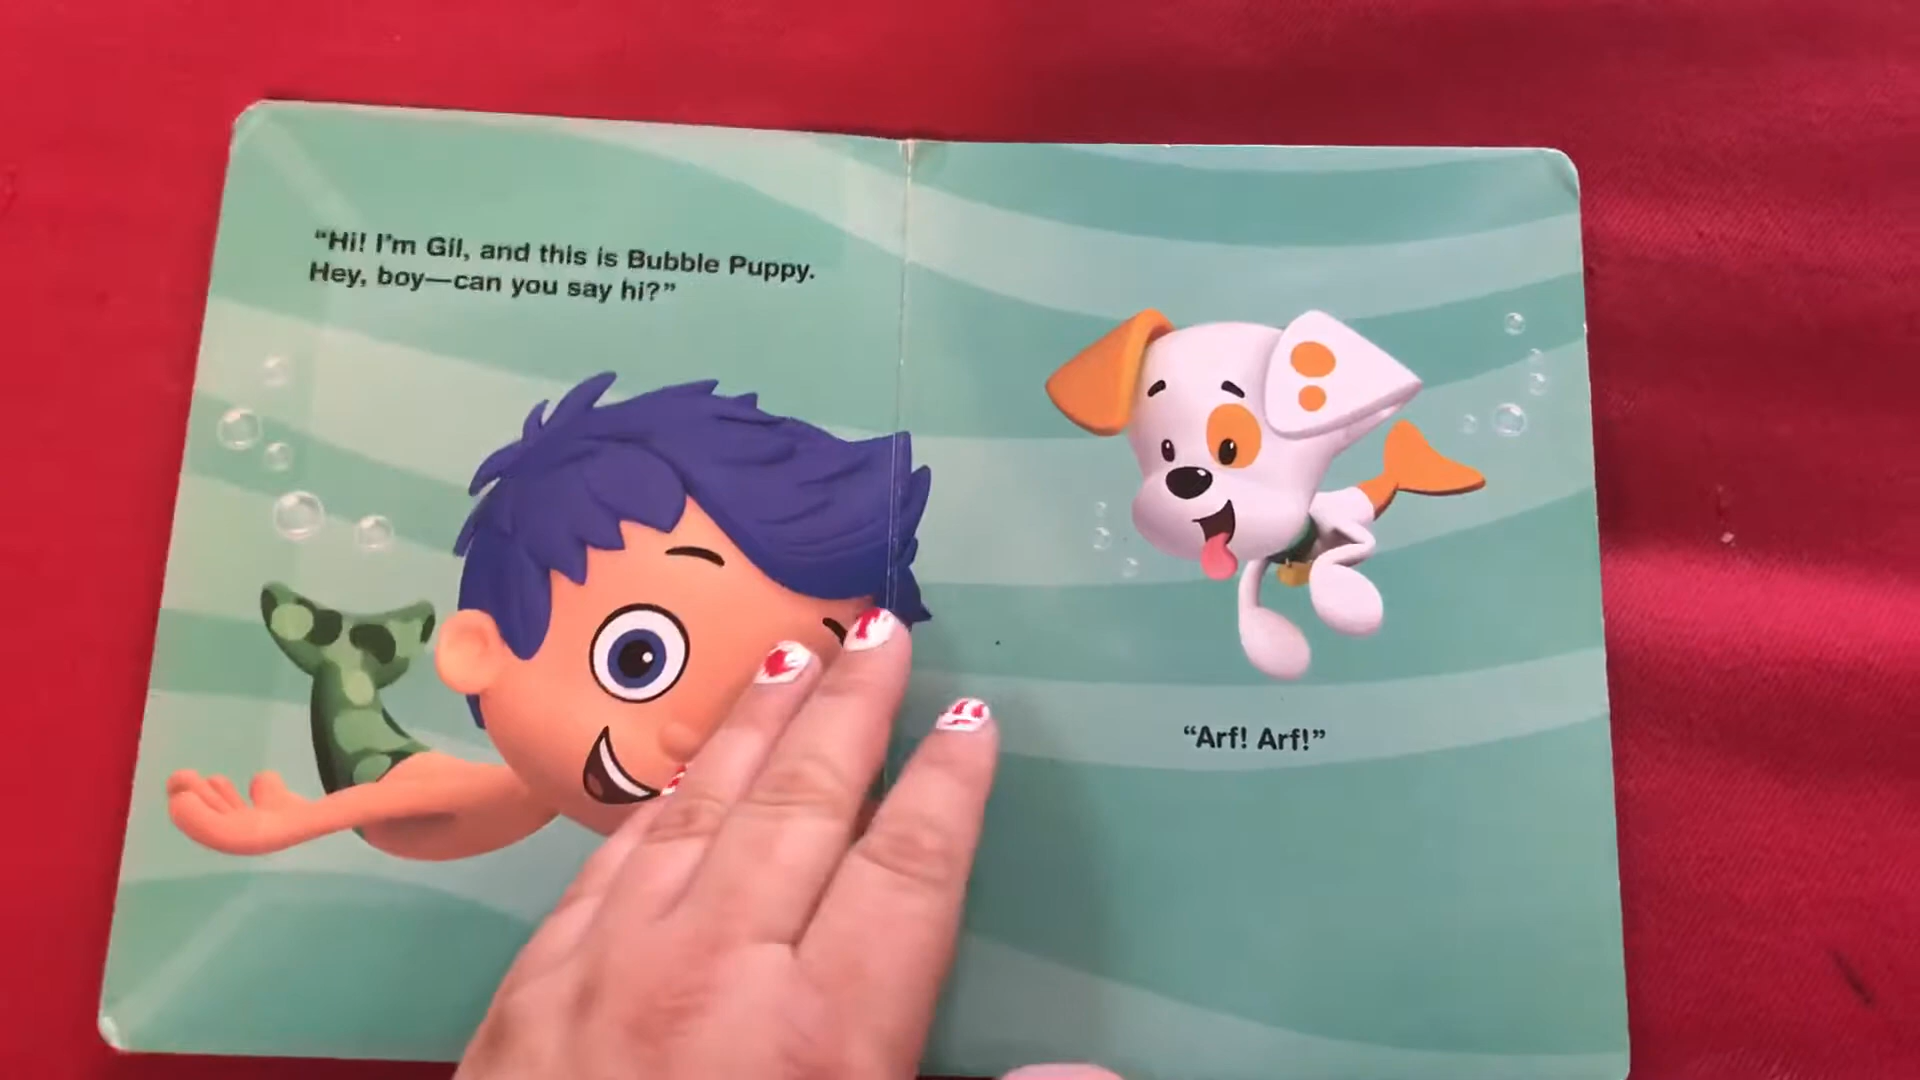 “Hi! I’m Gil, and this is Bubble Puppy.
Hey, boy—can you say hi?”
“Arf! Arf!”